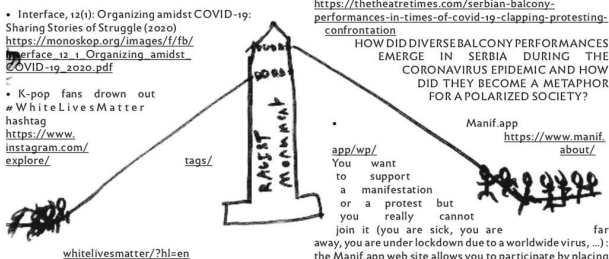 • Interface, 12(1): Organizing amidst COVID-19:
Sharing Stories of Struggle (2020)
https://monoskop.org/images/f/fb/
Interface_12_1_Organizing_amidst_
COVID-19_2020.pdf
• K-pop fans drown out
#WhiteLivesMatter
hashtag
https://www.
instagram.com/
explore/ tags/
whitelivesmatter/?hl=en
RACIST
MONUMENT
https://thetheatretimes.com/serbian-balcony-
performances-in-times-of-covid-19-clapping-protesting-
confrontation
HOW DID DIVERSE BALCONY PERFORMANCES
EMERGE IN SERBIA DURING THE
CORONAVIRUS EPIDEMIC AND HOW
DID THEY BECOME A METAPHOR
FOR A POLARIZED SOCIETY?
• Manif.app
https://www.manif.
app/wp/ about/
You want
to support
a manifestation
or a protest but
you really cannot
join it (you are sick, you are far
away, you are under lockdown due to a worldwide virus, ...):
the Manif.app web site allows you to participate by placing